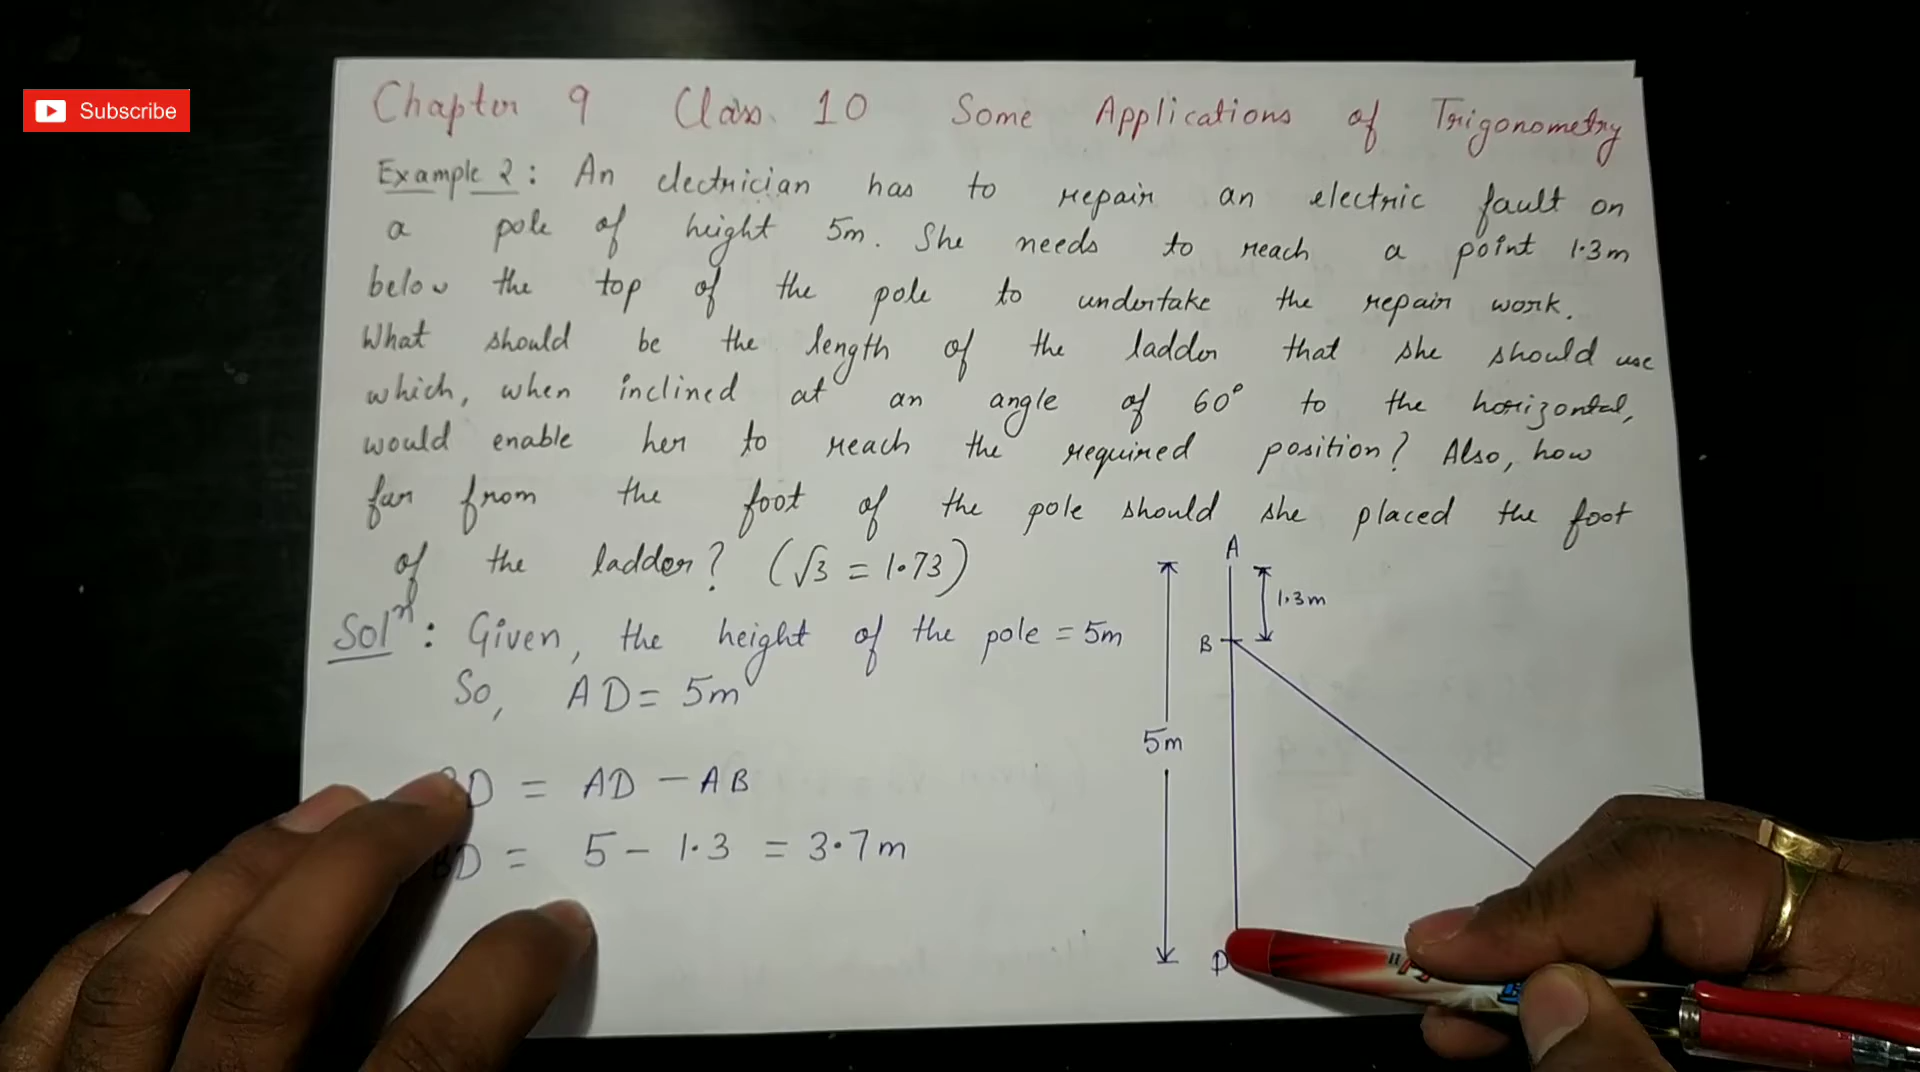 Subscribe
Chapter 9 Class. 10 Some Applications of Trigonometry
Example 2: An electrician has to repair an electric fault on
a pole of height 5m. She needs to reach a point 1.3m
below the top of the pole to undertake the repair work.
What should be the length of the ladder that she should use
which, when inclined at an angle of 60° to the horizontal,
would enable her to reach the required position? Also, how
far from the foot of the pole should she placed the foot
of the ladder? (√3 = 1.73)
Solⁿ: Given, the height of the pole = 5m
So, AD = 5m
BD = AD - AB
BD = 5 - 1.3 = 3.7m
A
1.3m
B
5m
D